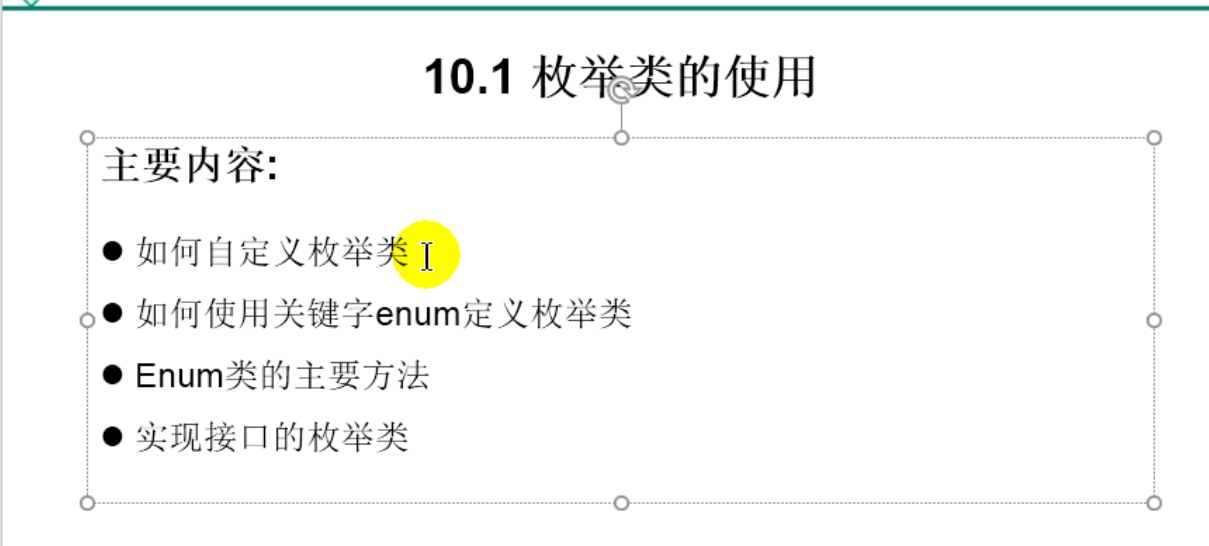 10.1 枚举类的使用
主要内容:
● 如何自定义枚举类
● 如何使用关键字enum定义枚举类
● Enum类的主要方法
● 实现接口的枚举类